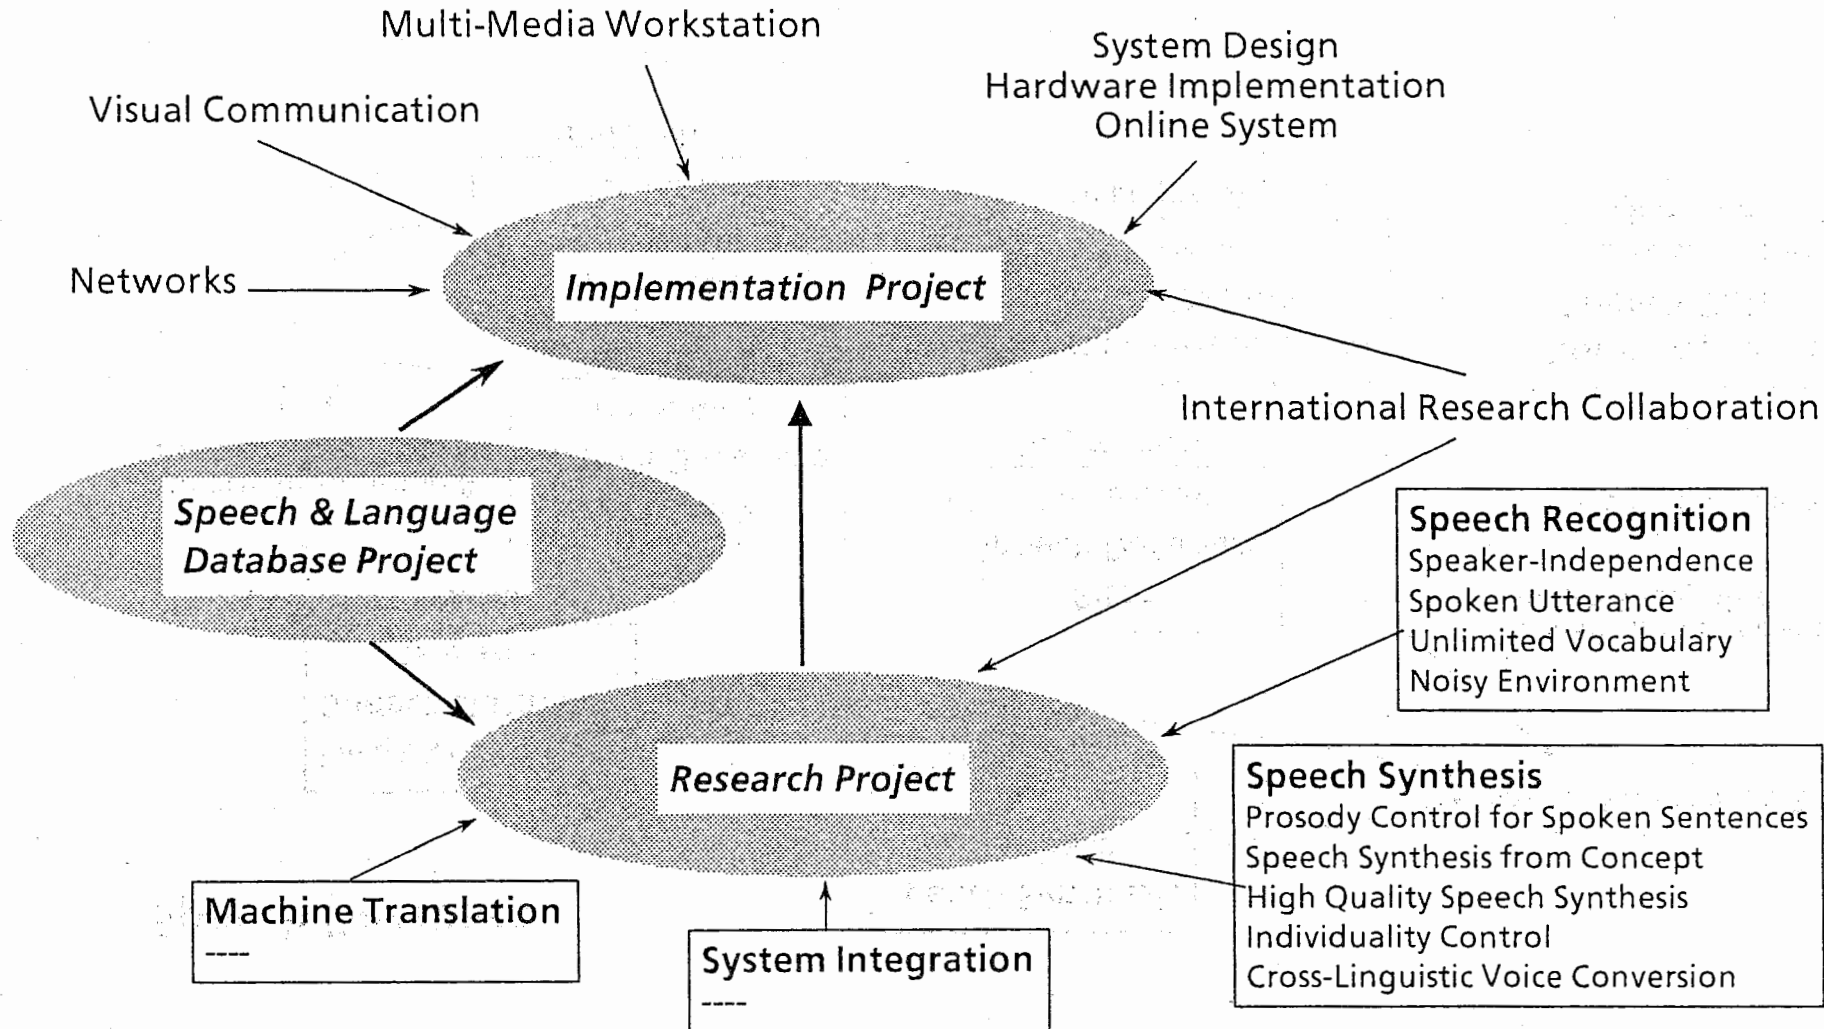 Multi-Media Workstation
System Design
Hardware Implementation
Online System
Visual Communication
Networks
Implementation Project
International Research Collaboration
Speech & Language
Database Project
Speech Recognition
Speaker-Independence
Spoken Utterance
Unlimited Vocabulary
Noisy Environment
Research Project
Speech Synthesis
Prosody Control for Spoken Sentences
Speech Synthesis from Concept
High Quality Speech Synthesis
Individuality Control
Cross-Linguistic Voice Conversion
Machine Translation
----
System Integration
----